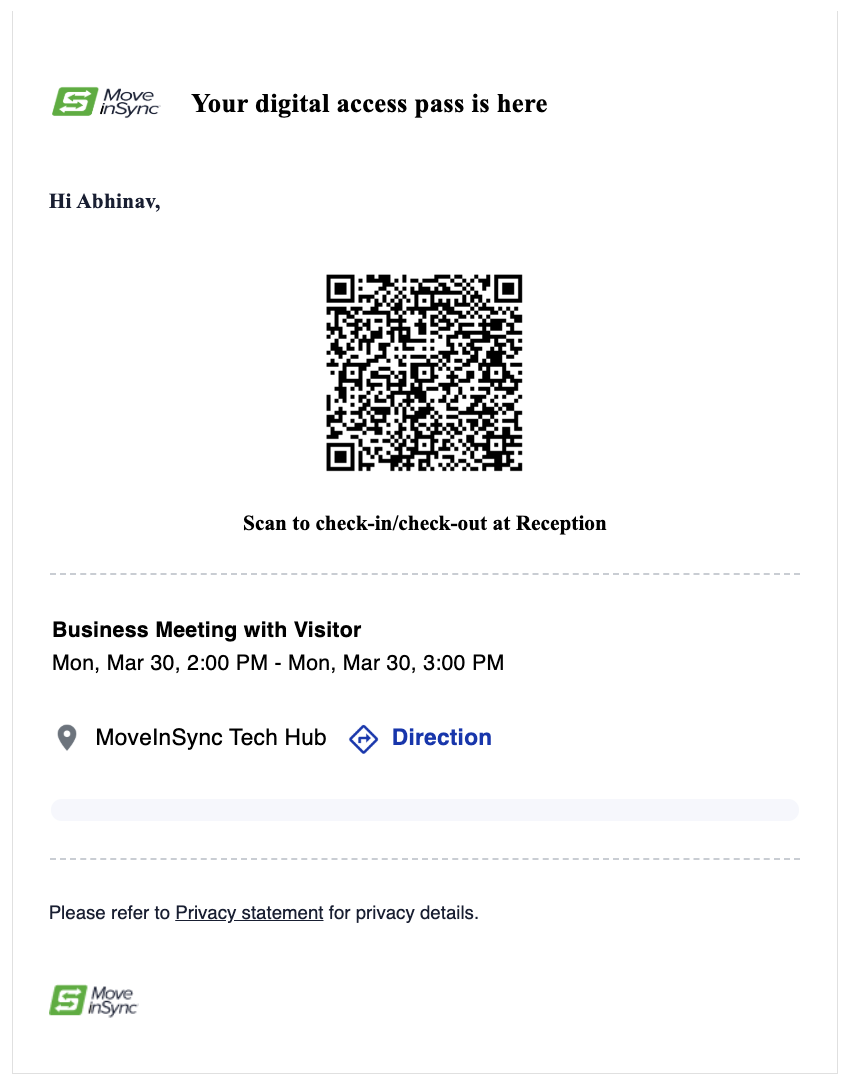 Move
inSync
Your digital access pass is here
Hi Abhinav,
Scan to check-in/check-out at Reception
Business Meeting with Visitor
Mon, Mar 30, 2:00 PM - Mon, Mar 30, 3:00 PM
MoveInSync Tech Hub Direction
Please refer to Privacy statement for privacy details.
Move
inSync